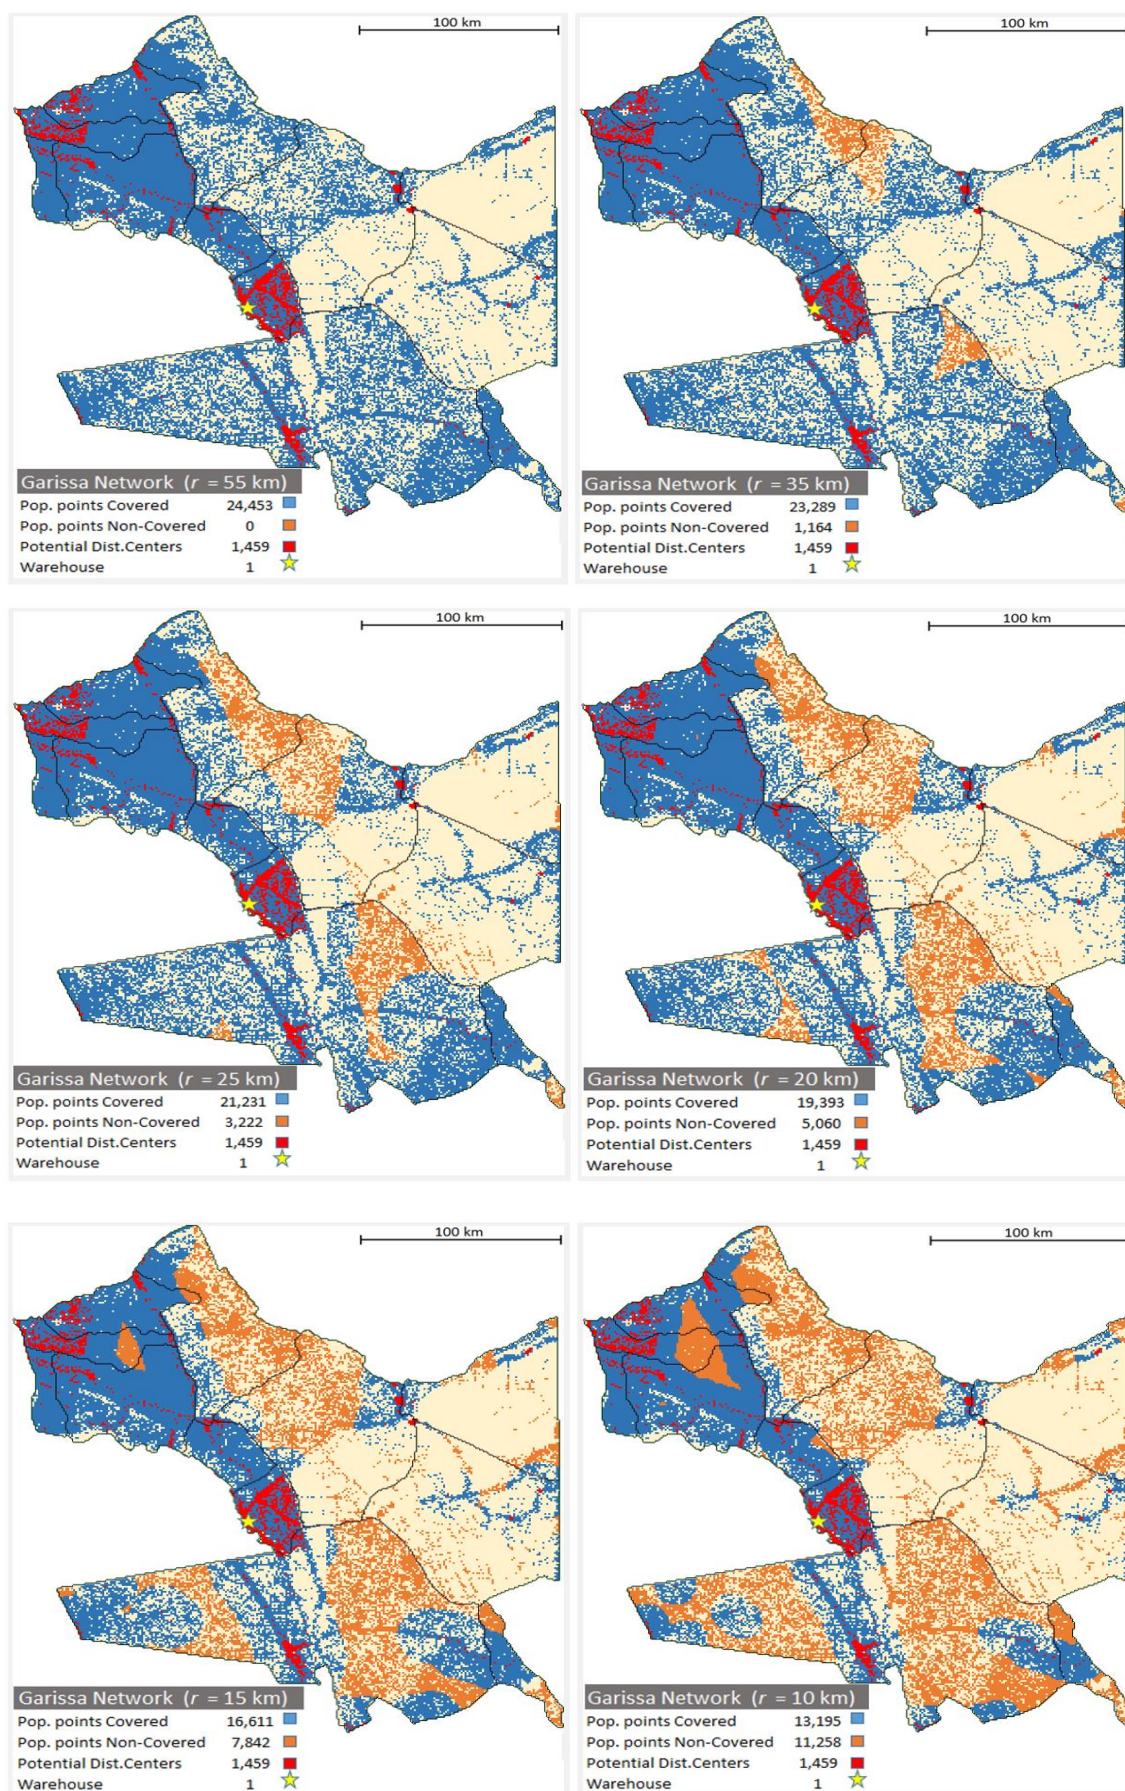 100 km
Garissa Network (r = 55 km)
Pop. points Covered 24,453
Pop. points Non-Covered 0
Potential Dist.Centers 1,459
Warehouse 1
100 km
Garissa Network (r = 35 km)
Pop. points Covered 23,289
Pop. points Non-Covered 1,164
Potential Dist.Centers 1,459
Warehouse 1
100 km
Garissa Network (r = 25 km)
Pop. points Covered 21,231
Pop. points Non-Covered 3,222
Potential Dist.Centers 1,459
Warehouse 1
100 km
Garissa Network (r = 20 km)
Pop. points Covered 19,393
Pop. points Non-Covered 5,060
Potential Dist.Centers 1,459
Warehouse 1
100 km
Garissa Network (r = 15 km)
Pop. points Covered 16,611
Pop. points Non-Covered 7,842
Potential Dist.Centers 1,459
Warehouse 1
100 km
Garissa Network (r = 10 km)
Pop. points Covered 13,195
Pop. points Non-Covered 11,258
Potential Dist.Centers 1,459
Warehouse 1